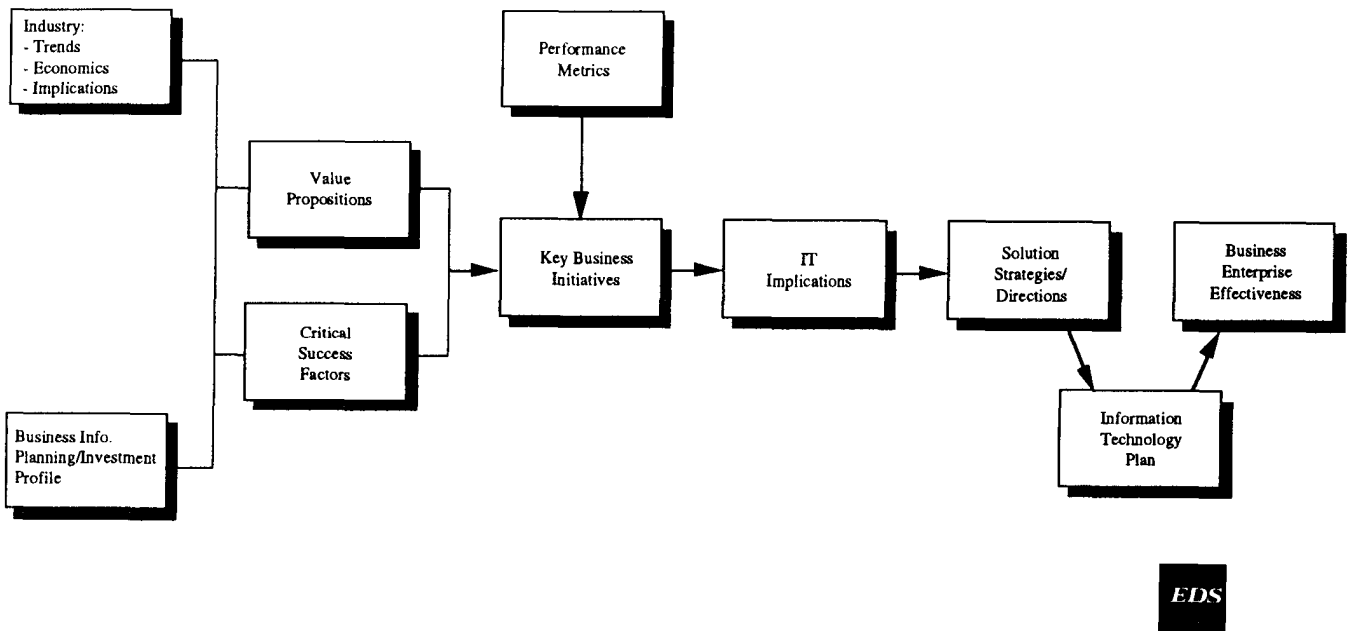 Industry:
- Trends
- Economics
- Implications
Performance
Metrics
Value
Propositions
Key Business
Initiatives
IT
Implications
Solution
Strategies/
Directions
Business
Enterprise
Effectiveness
Critical
Success
Factors
Business Info.
Planning/Investment
Profile
Information
Technology
Plan
EDS